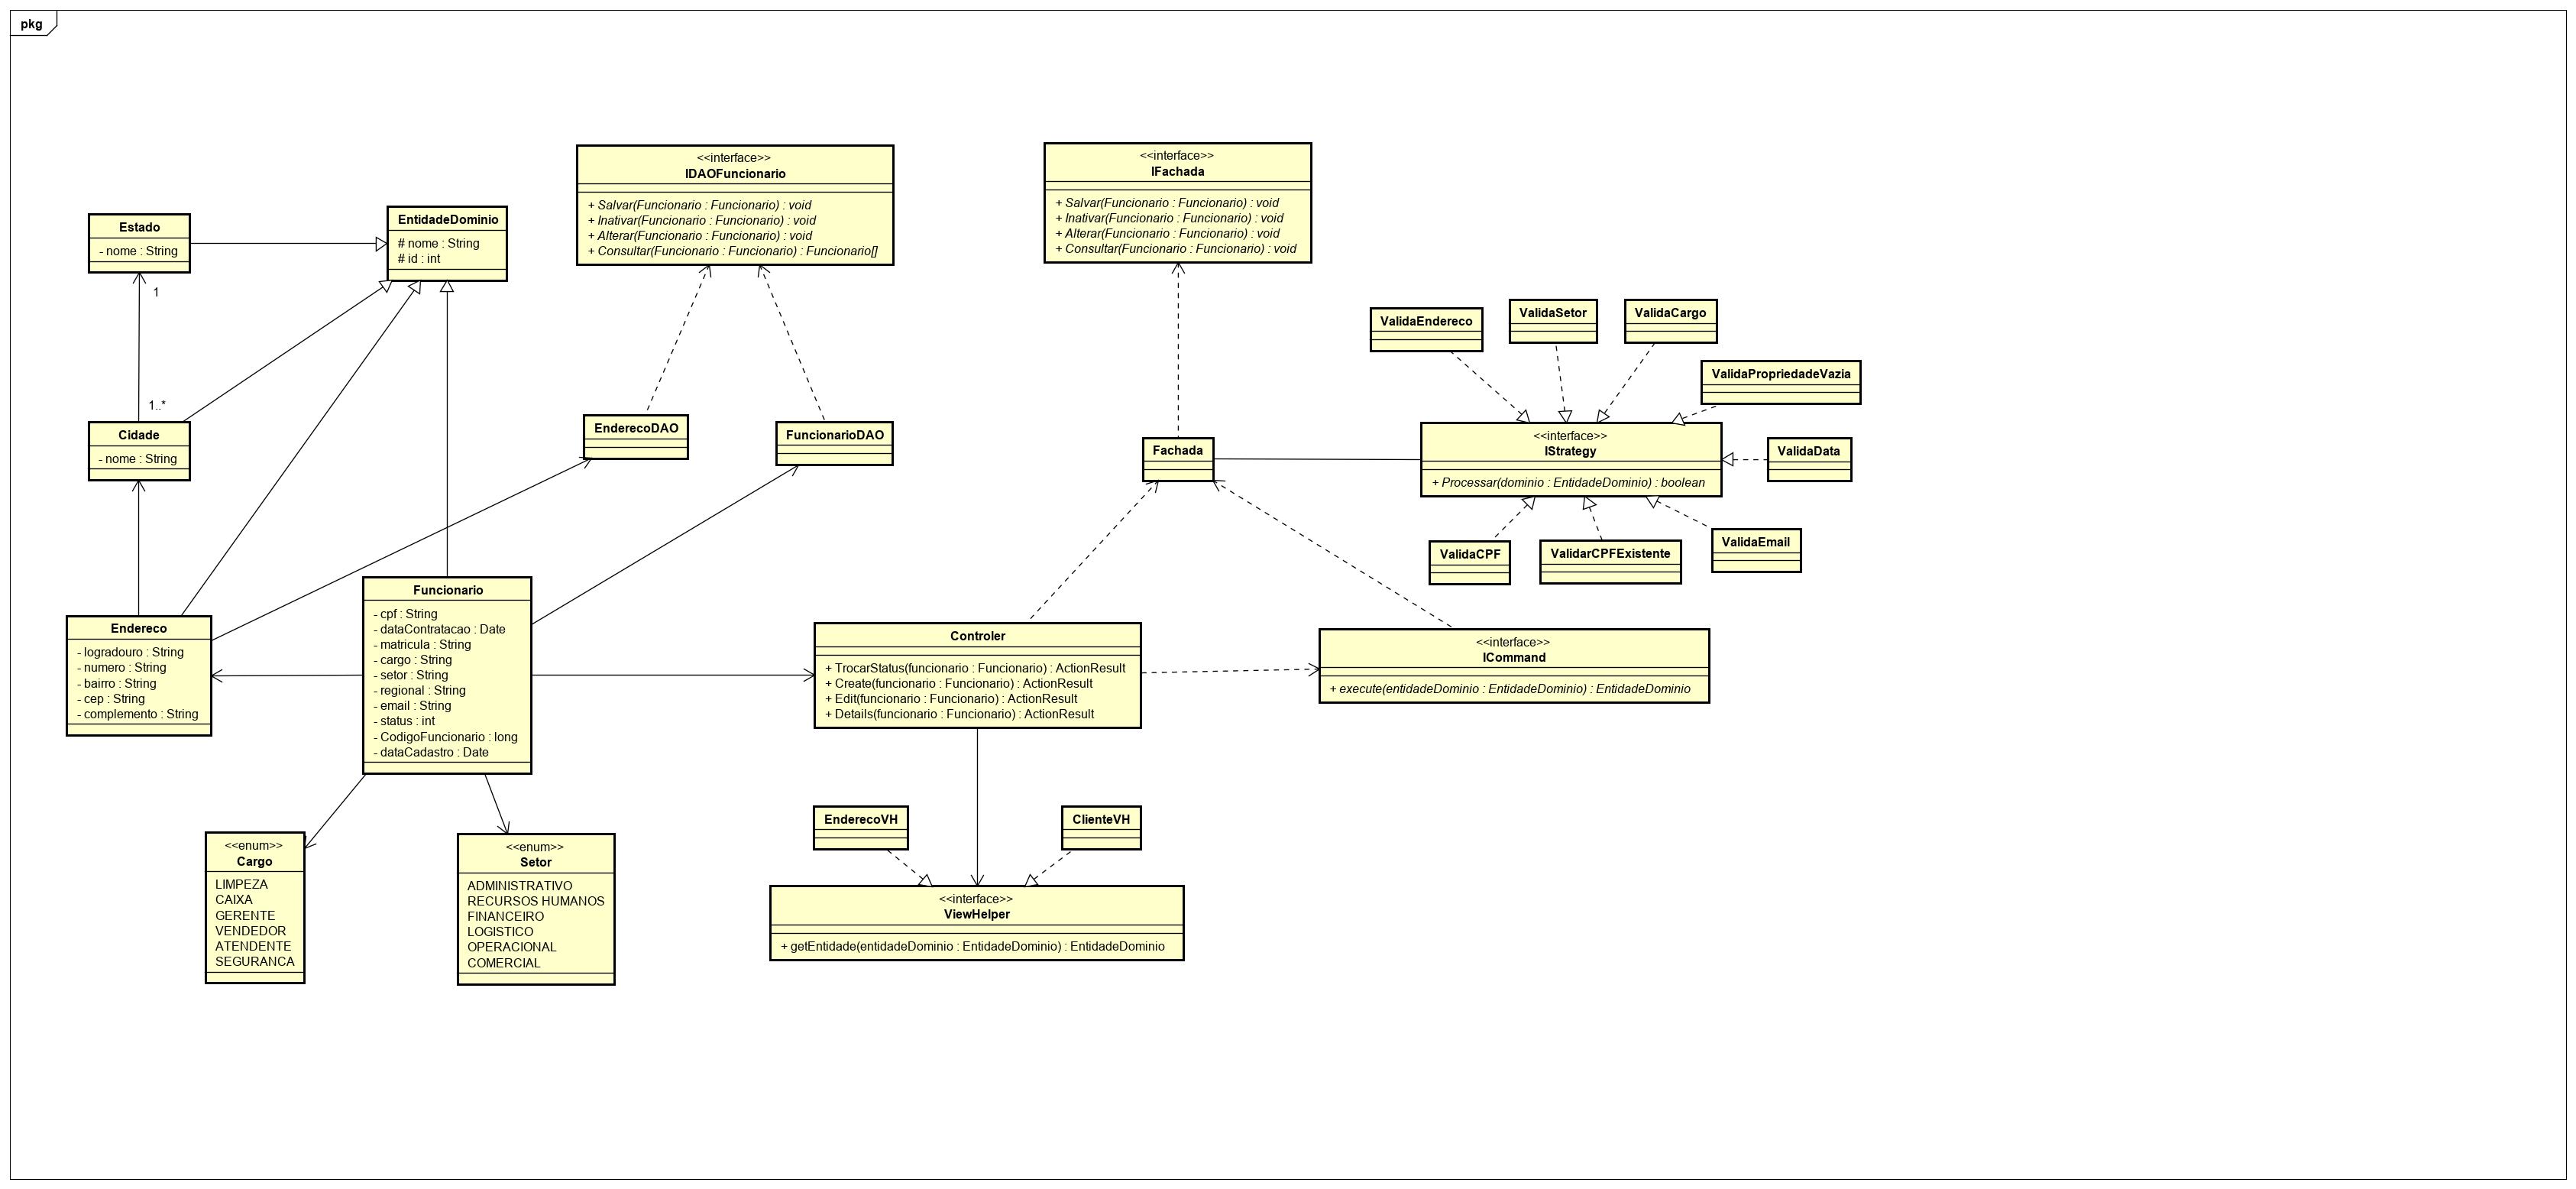 pkg
Estado
- nome : String
EntidadeDominio
# nome : String
# id : int
<<interface>>
IDAOFuncionario
+ Salvar(Funcionario : Funcionario) : void
+ Inativar(Funcionario : Funcionario) : void
+ Alterar(Funcionario : Funcionario) : void
+ Consultar(Funcionario : Funcionario) : Funcionario[]
<<interface>>
IFachada
+ Salvar(Funcionario : Funcionario) : void
+ Inativar(Funcionario : Funcionario) : void
+ Alterar(Funcionario : Funcionario) : void
+ Consultar(Funcionario : Funcionario) : void
1
1..*
Cidade
- nome : String
EnderecoDAO
FuncionarioDAO
Fachada
ValidaEndereco
ValidaSetor
ValidaCargo
ValidaPropriedadeVazia
<<interface>>
IStrategy
+ Processar(dominio : EntidadeDominio) : boolean
ValidaData
ValidaCPF
ValidarCPFExistente
ValidaEmail
Endereco
- logradouro : String
- numero : String
- bairro : String
- cep : String
- complemento : String
Funcionario
- cpf : String
- dataContratacao : Date
- matricula : String
- cargo : String
- setor : String
- regional : String
- email : String
- status : int
- CodigoFuncionario : long
- dataCadastro : Date
Controler
+ TrocarStatus(funcionario : Funcionario) : ActionResult
+ Create(funcionario : Funcionario) : ActionResult
+ Edit(funcionario : Funcionario) : ActionResult
+ Details(funcionario : Funcionario) : ActionResult
<<interface>>
ICommand
+ execute(entidadeDominio : EntidadeDominio) : EntidadeDominio
<<enum>>
Cargo
LIMPEZA
CAIXA
GERENTE
VENDEDOR
ATENDENTE
SEGURANCA
<<enum>>
Setor
ADMINISTRATIVO
RECURSOS HUMANOS
FINANCEIRO
LOGISTICO
OPERACIONAL
COMERCIAL
EnderecoVH
ClienteVH
<<interface>>
ViewHelper
+ getEntidade(entidadeDominio : EntidadeDominio) : EntidadeDominio